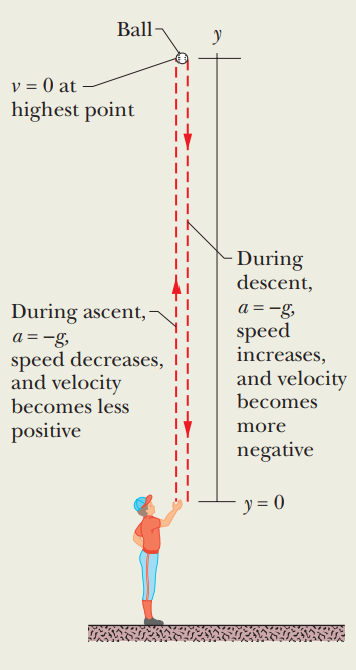 Ball
y
v = 0 at
highest point
During ascent,
a = −g,
speed decreases,
and velocity
becomes less
positive
During
descent,
a = −g,
speed
increases,
and velocity
becomes
more
negative
y = 0